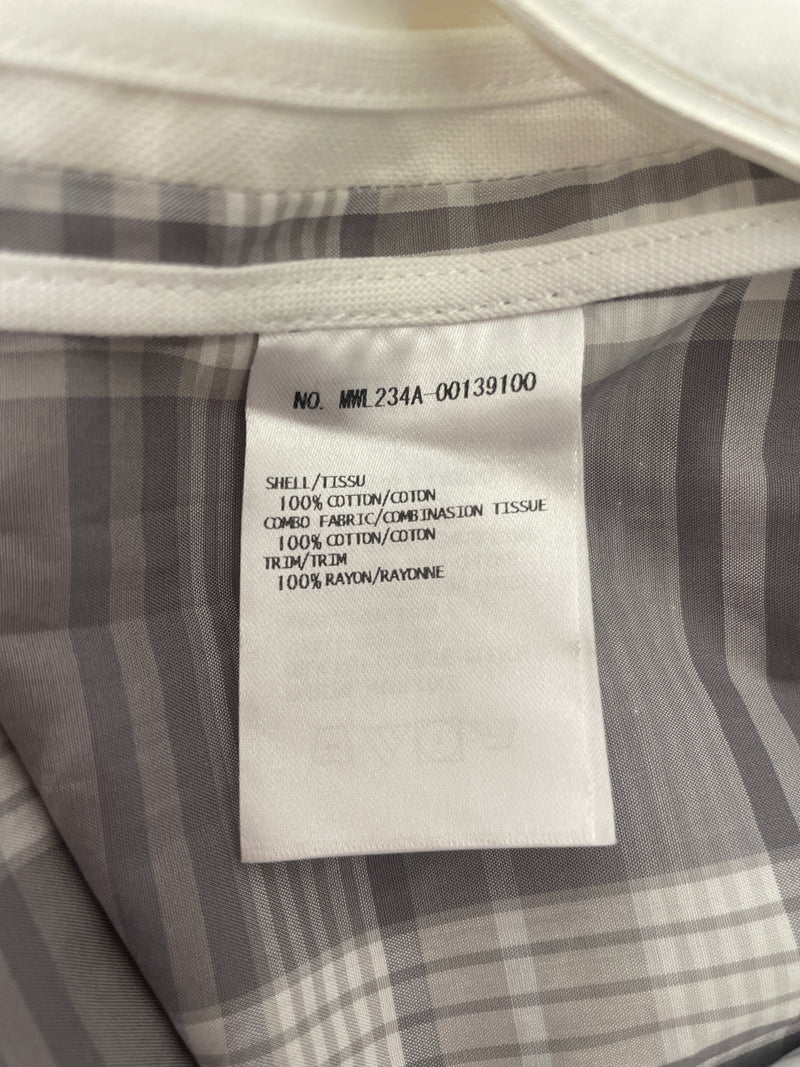 NO. MWL234A-00139100
SHELL/TISSU
100% COTTON/COTON
COMBO FABRIC/COMBINASION TISSUE
100% COTTON/COTON
TRIM/TRIM
100% RAYON/RAYONNE